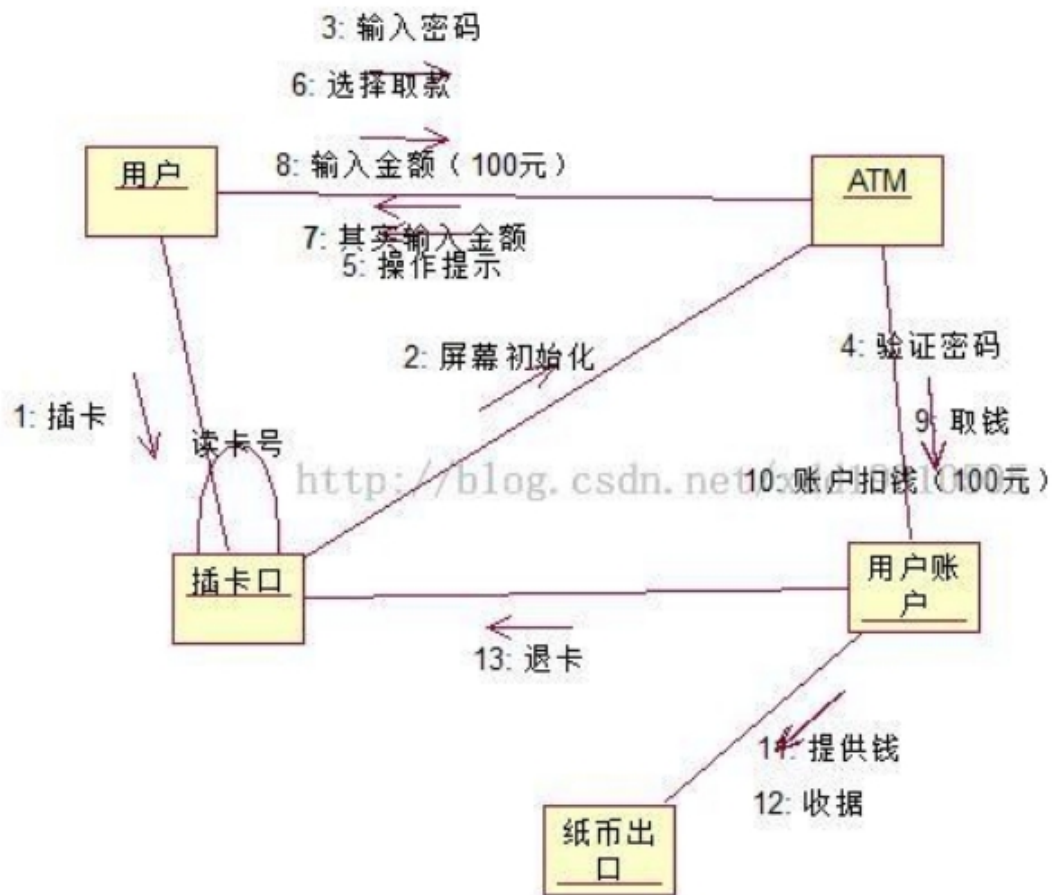 3: 输入密码
6: 选择取款
用户
8: 输入金额（100元）
ATM
7: 其实输入金额
5: 操作提示
2: 屏幕初始化
4: 验证密码
1: 插卡
9: 取钱
读卡号
http://blog.csdn.net/
10: 账户扣钱（100元）
插卡口
用户账
户
13: 退卡
11: 提供钱
12: 收据
纸币出
口